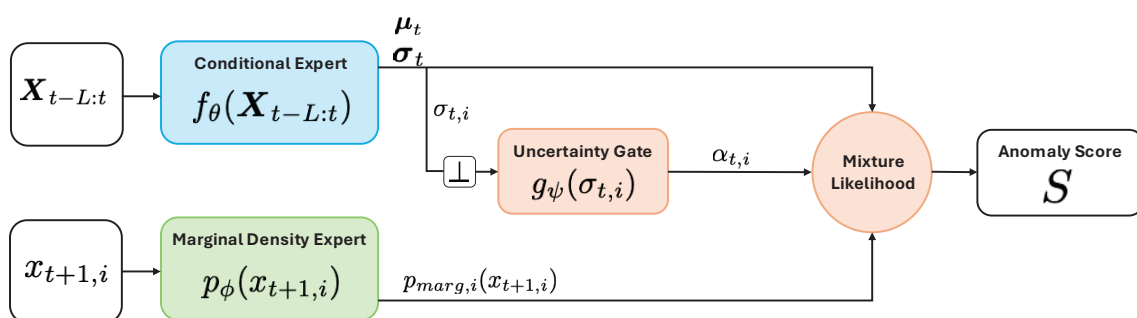 μ_t
σ_t
X_{t−L:t}
Conditional Expert
f_θ(X_{t−L:t})
σ_{t,i}
⊥
Uncertainty Gate
g_ψ(σ_{t,i})
α_{t,i}
Mixture
Likelihood
Anomaly Score
S
x_{t+1,i}
Marginal Density Expert
p_ϕ(x_{t+1,i})
p_{marg,i}(x_{t+1,i})